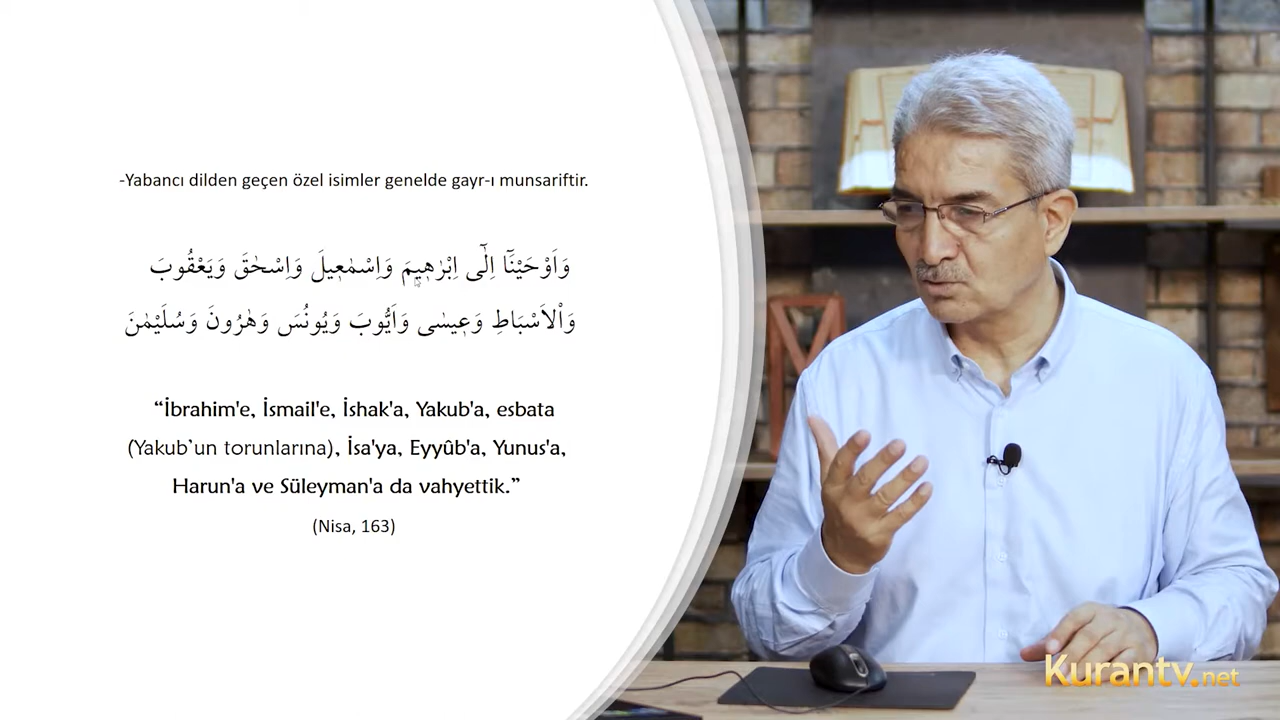 -Yabancı dilden geçen özel isimler genelde gayr-ı munsariftir.
وَاَوْحَيْنَٓا اِلٰٓى اِبْرٰه۪يمَ وَاِسْمٰع۪يلَ وَاِسْحٰقَ وَيَعْقُوبَ
وَاْلاَسْبَاطِ وَع۪يسٰى وَاَيُّوبَ وَيُونُسَ وَهٰرُونَ وَسُلَيْمٰنَ
“İbrahim'e, İsmail'e, İshak'a, Yakub'a, esbata
(Yakub’un torunlarına), İsa'ya, Eyyûb'a, Yunus'a,
Harun'a ve Süleyman'a da vahyettik.”
(Nisa, 163)
Kurantv.net